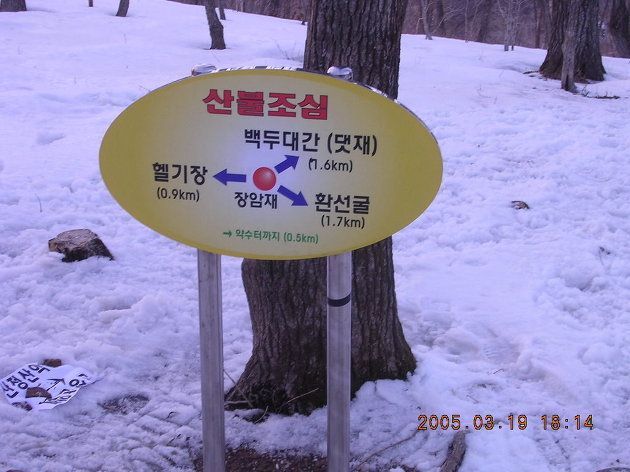 산불조심
백두대간 (댓재)
(1.6km)
헬기장
(0.9km)
장암재
환선굴
(1.7km)
→ 약수터까지 (0.5km)
2005.03.19 18:14